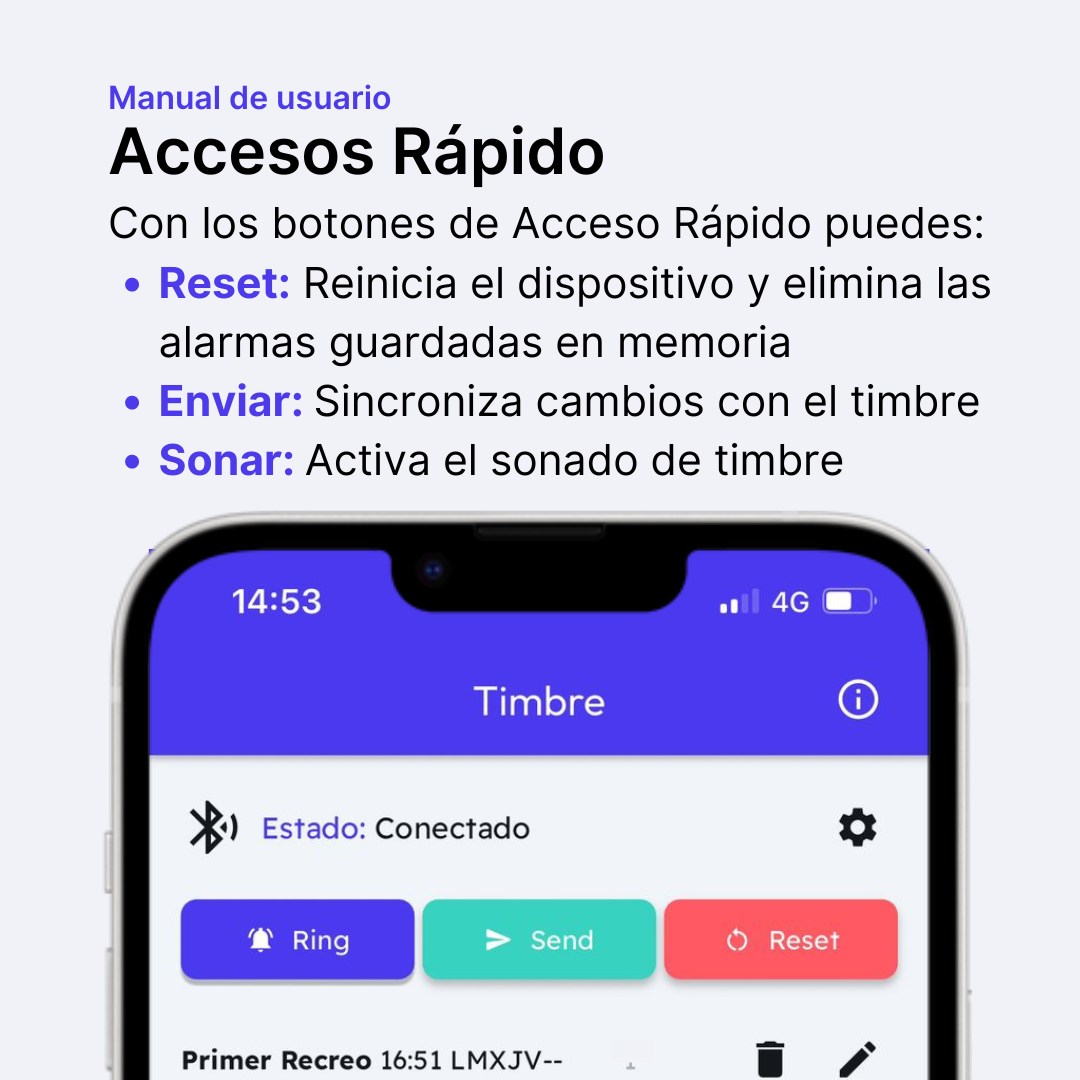 Manual de usuario
Accesos Rápido
Con los botones de Acceso Rápido puedes:
• Reset: Reinicia el dispositivo y elimina las
alarmas guardadas en memoria
• Enviar: Sincroniza cambios con el timbre
• Sonar: Activa el sonado de timbre
14:53 4G
Timbre
Estado: Conectado
Ring Send Reset
Primer Recreo 16:51 LMXJV--